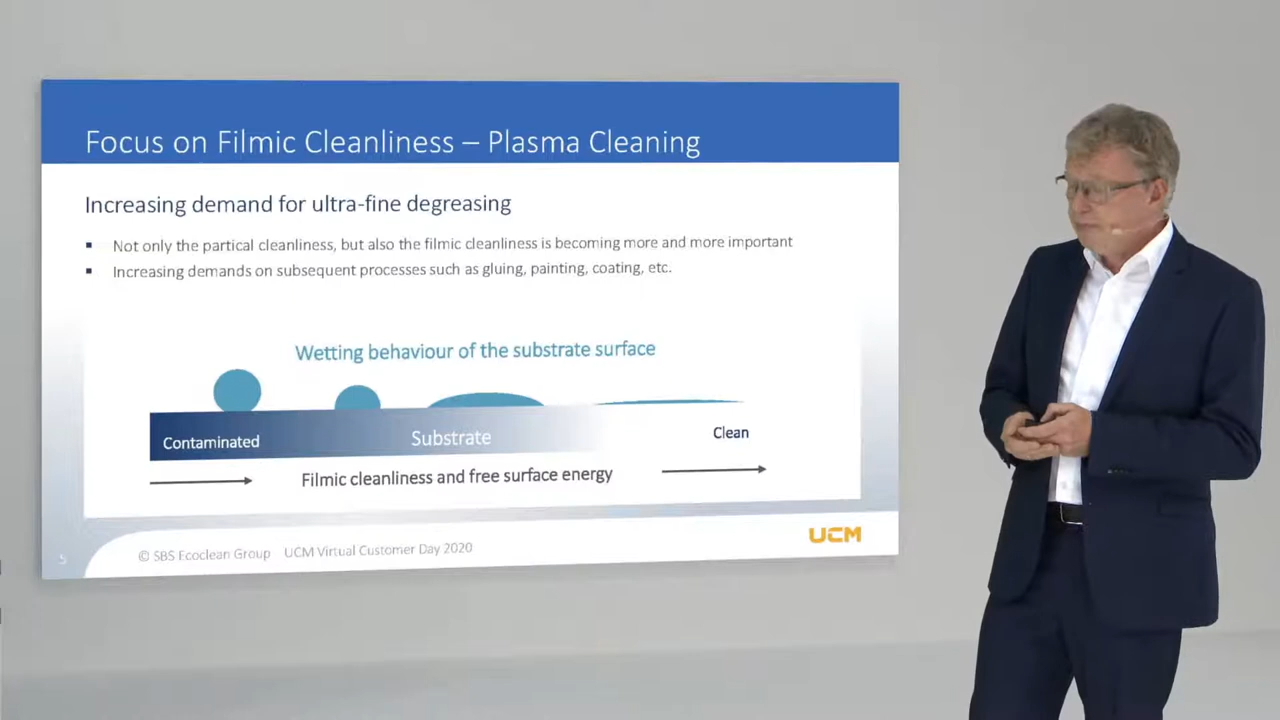 Focus on Filmic Cleanliness – Plasma Cleaning
Increasing demand for ultra-fine degreasing
▪ Not only the partical cleanliness, but also the filmic cleanliness is becoming more and more important
▪ Increasing demands on subsequent processes such as gluing, painting, coating, etc.
Wetting behaviour of the substrate surface
Contaminated
Substrate
Clean
Filmic cleanliness and free surface energy
5
© SBS Ecoclean Group UCM Virtual Customer Day 2020
UCM